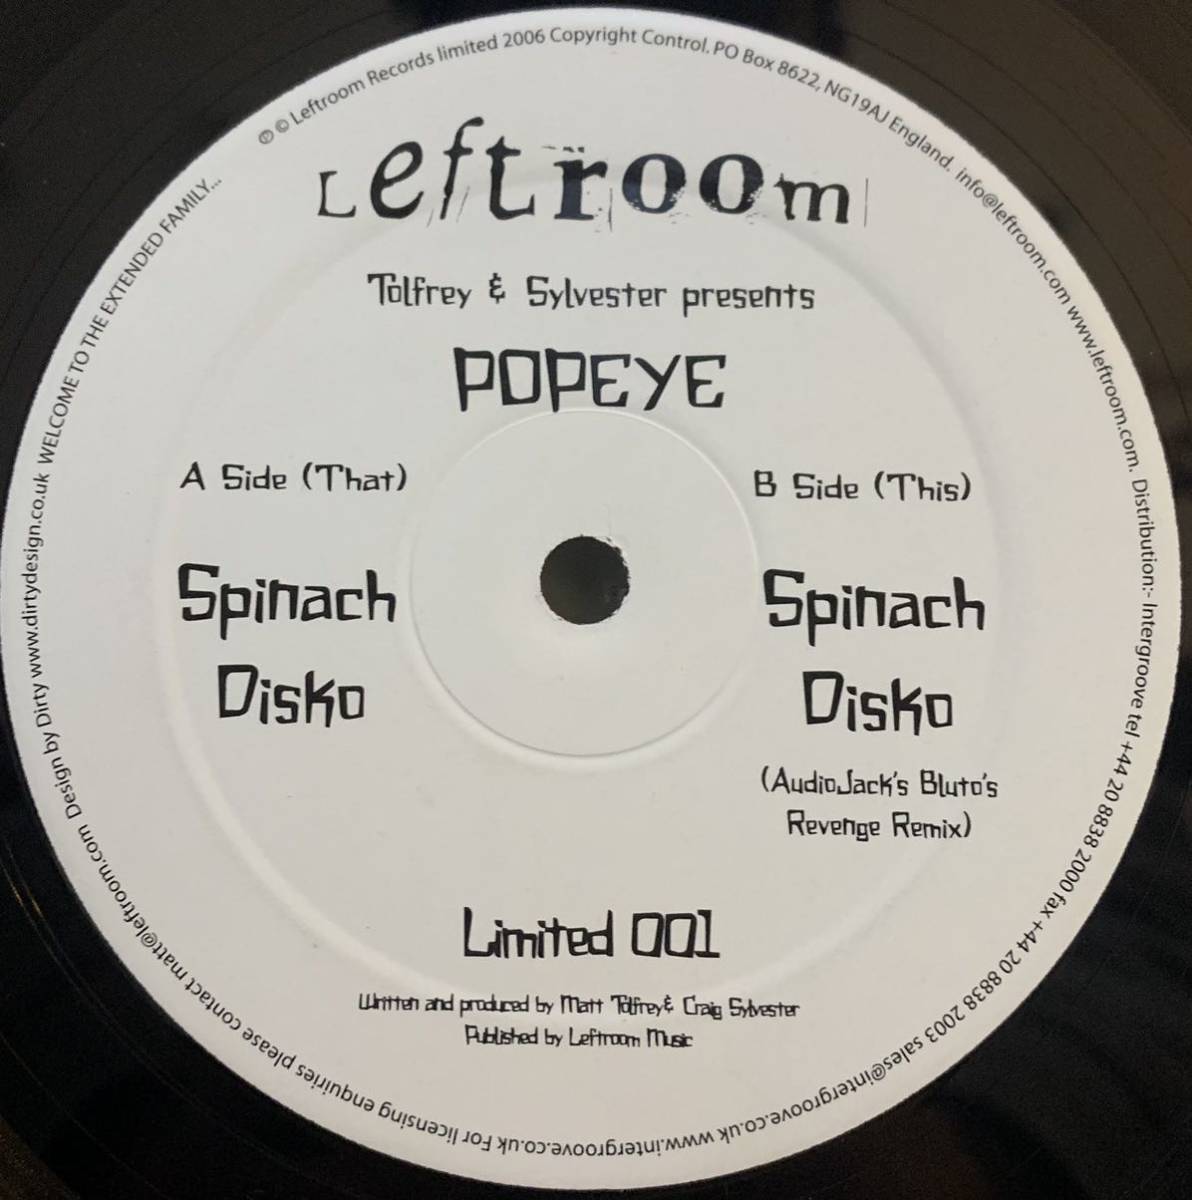 ℗ © Leftroom Records limited 2006 Copyright Control. PO Box 8622, NG19AJ England. info@leftroom.com www.leftroom.com. Distribution:- Intergroove tel +44 20 8838 2000 fax +44 20 8838 2003 sales@intergroove.co.uk www.intergroove.co.uk For licensing enquiries please contact matt@leftroom.com Design by Dirty www.dirtydesign.co.uk WELCOME TO THE EXTENDED FAMILY...
Leftroom
Tolfrey & Sylvester presents
POPEYE
A Side (That)
Spinach
Disko
B Side (This)
Spinach
Disko
(AudioJack's Bluto's
Revenge Remix)
Limited 001
Written and produced by Matt Tolfrey& Craig Sylvester
Published by Leftroom Music